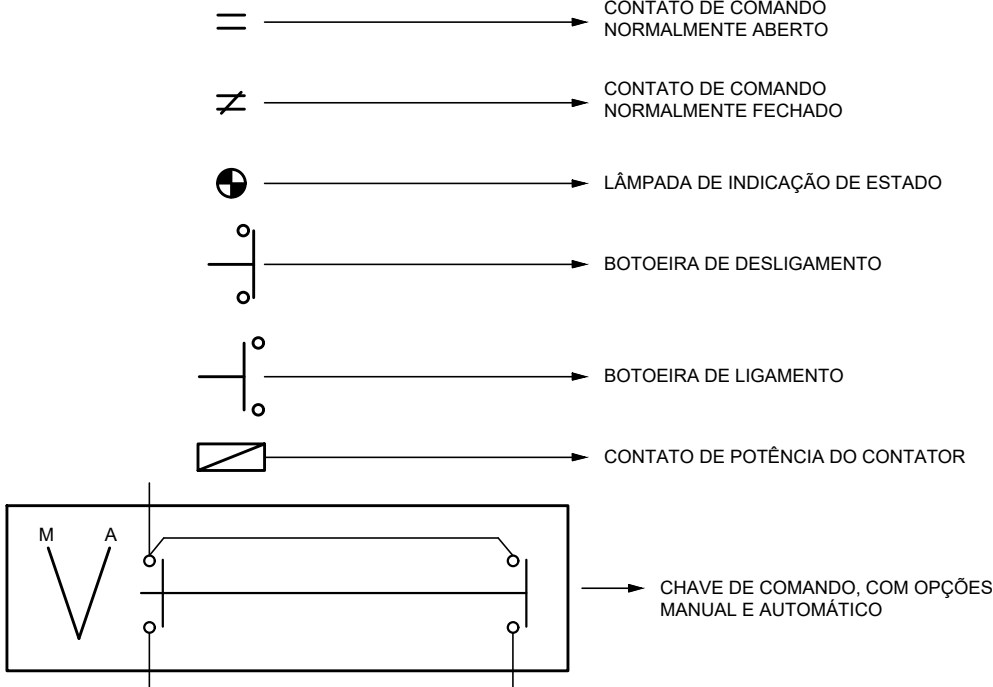 CONTATO DE COMANDO
NORMALMENTE ABERTO
CONTATO DE COMANDO
NORMALMENTE FECHADO
LÂMPADA DE INDICAÇÃO DE ESTADO
BOTOEIRA DE DESLIGAMENTO
BOTOEIRA DE LIGAMENTO
CONTATO DE POTÊNCIA DO CONTATOR
M A
CHAVE DE COMANDO, COM OPÇÕES
MANUAL E AUTOMÁTICO